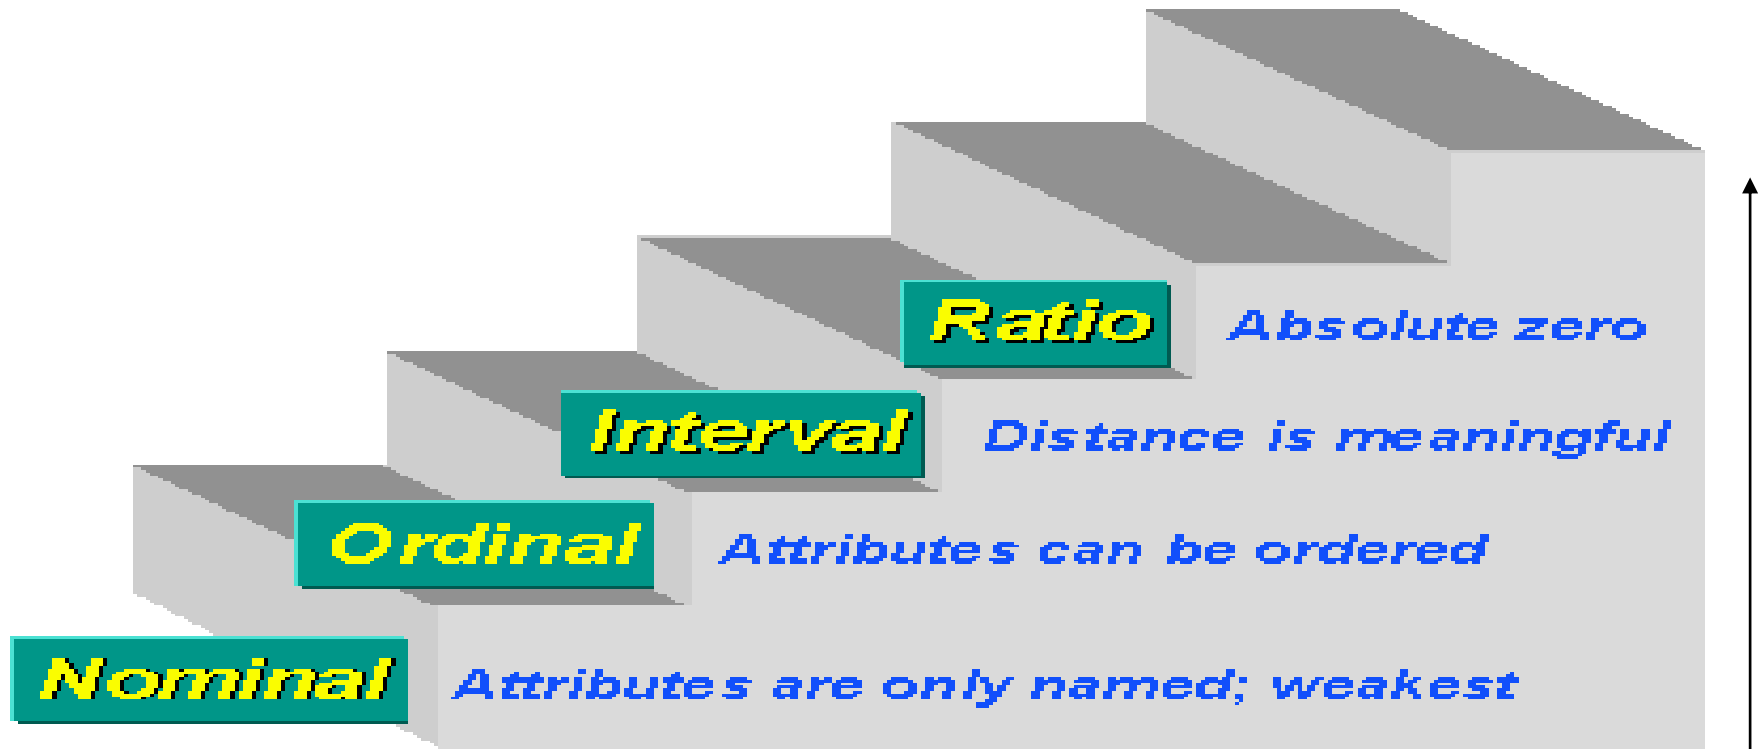 Ratio Absolute zero
Interval Distance is meaningful
Ordinal Attributes can be ordered
Nominal Attributes are only named; weakest